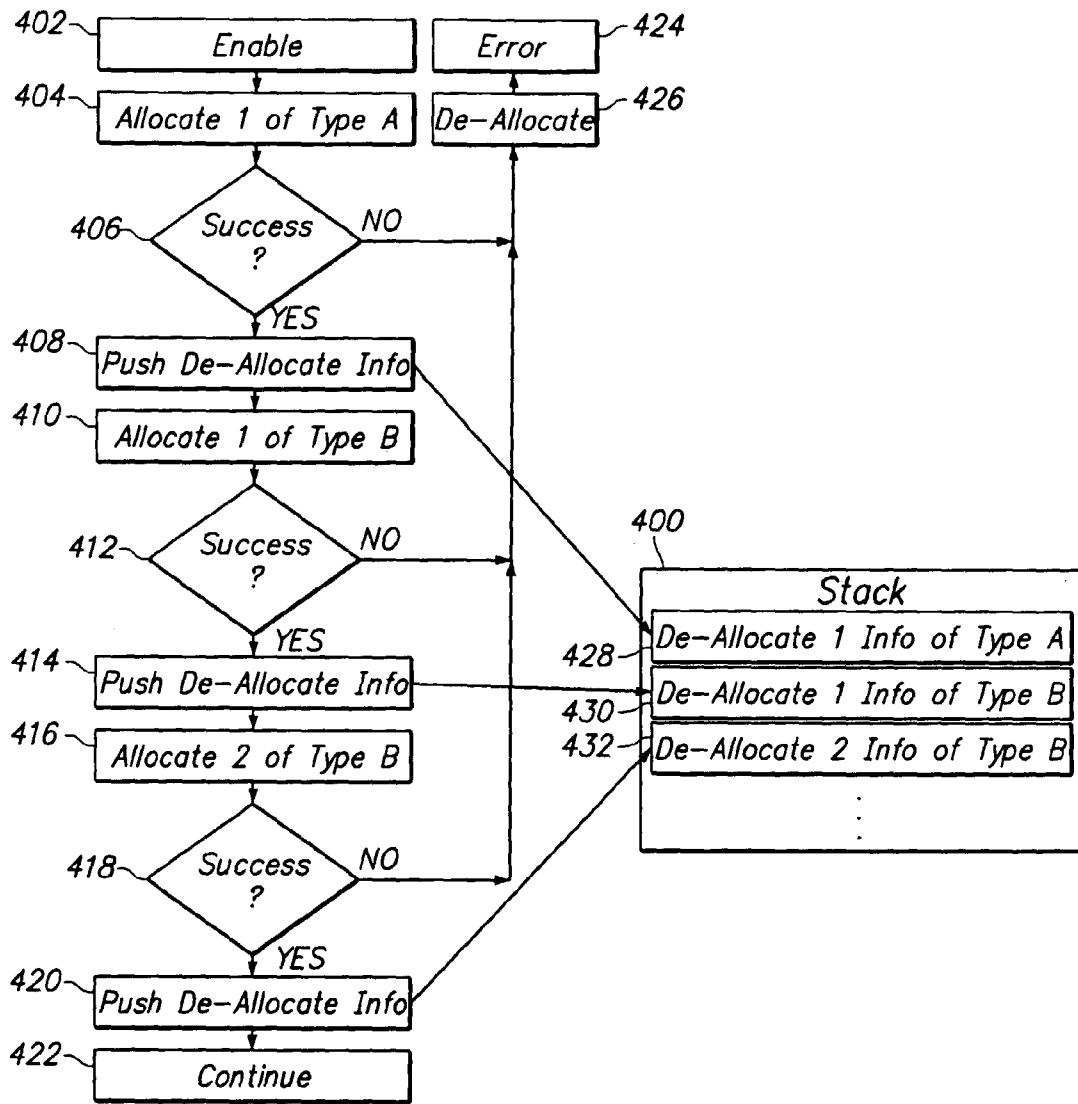 402
Enable
424
Error
404
Allocate 1 of Type A
426
De-Allocate
406
Success
?
NO
YES
408
Push De-Allocate Info
410
Allocate 1 of Type B
412
Success
?
NO
YES
414
Push De-Allocate Info
416
Allocate 2 of Type B
418
Success
?
NO
YES
420
Push De-Allocate Info
422
Continue
400
Stack
428
De-Allocate 1 Info of Type A
430
De-Allocate 1 Info of Type B
432
De-Allocate 2 Info of Type B
.
.
.